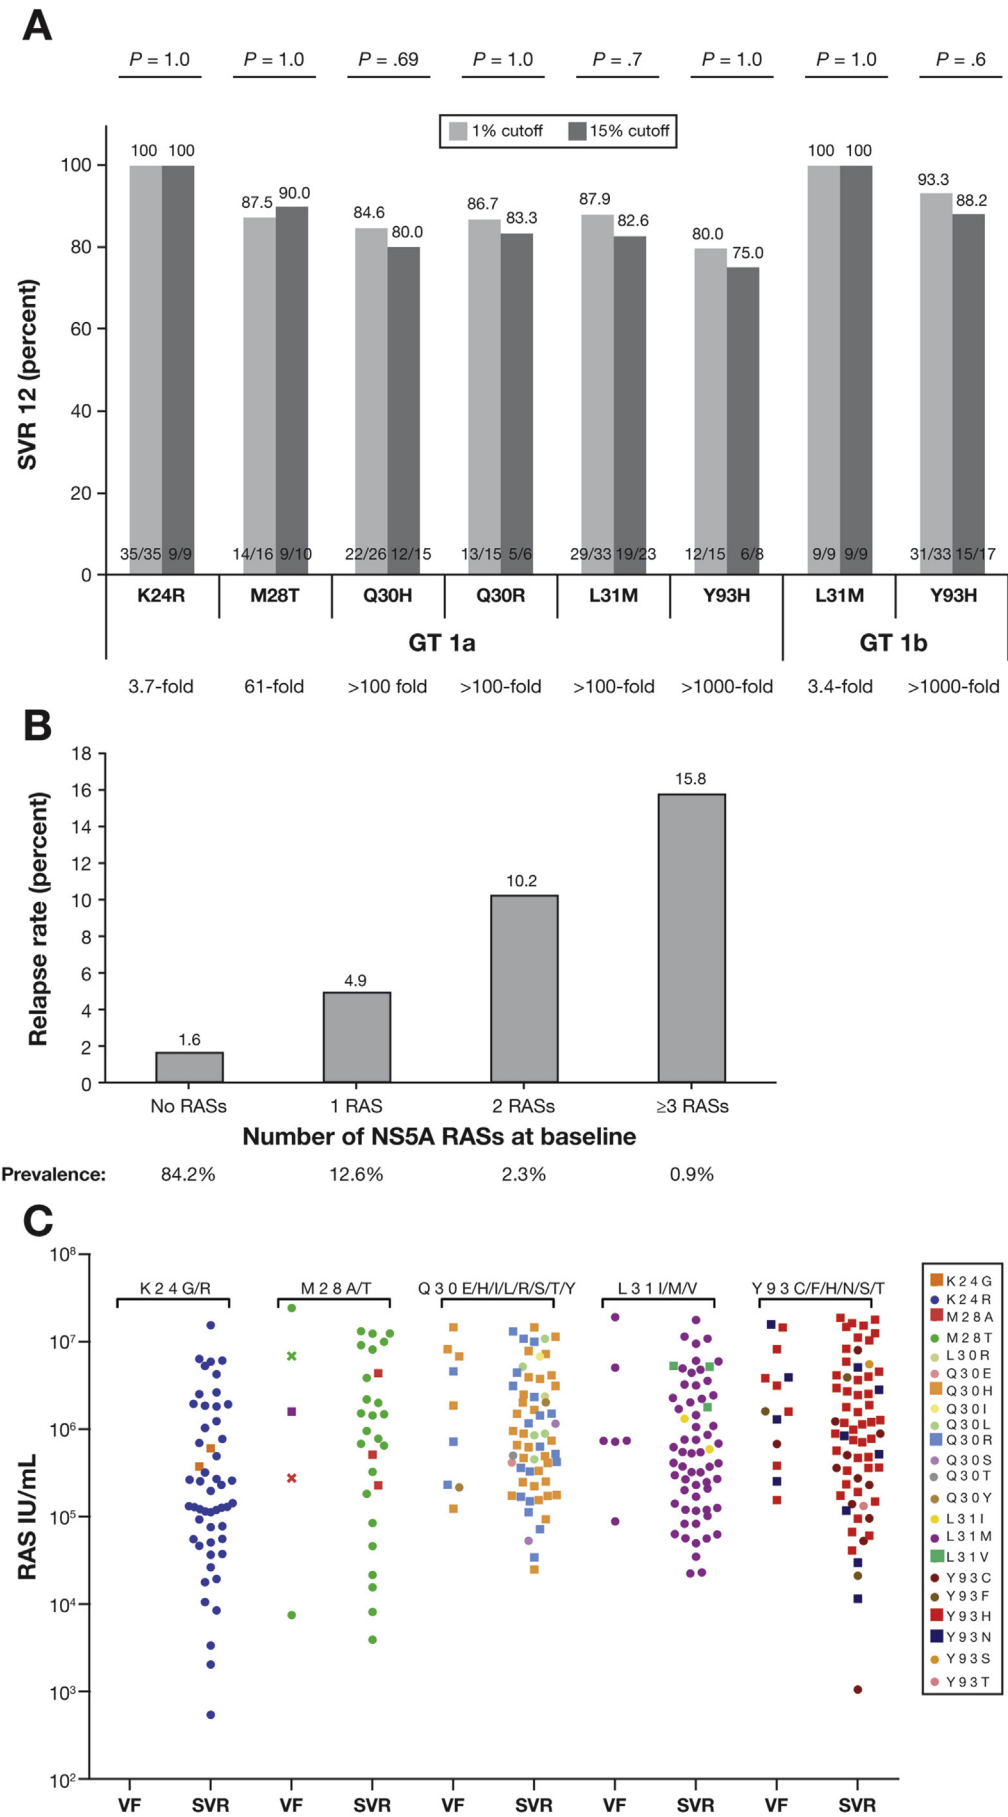 A
P = 1.0 P = 1.0 P = .69 P = 1.0 P = .7 P = 1.0 P = 1.0 P = .6
1% cutoff 15% cutoff
SVR 12 (percent)
100
80
60
40
20
0
100 100 87.5 90.0 84.6 80.0 86.7 83.3 87.9 82.6 80.0 75.0 100 100 93.3 88.2
35/35 9/9 14/16 9/10 22/26 12/15 13/15 5/6 29/33 19/23 12/15 6/8 9/9 9/9 31/33 15/17
K24R M28T Q30H Q30R L31M Y93H L31M Y93H
GT 1a GT 1b
3.7-fold 61-fold >100 fold >100-fold >100-fold >1000-fold 3.4-fold >1000-fold
B
Relapse rate (percent)
18
16
14
12
10
8
6
4
2
0
1.6 4.9 10.2 15.8
No RASs 1 RAS 2 RASs ≥3 RASs
Number of NS5A RASs at baseline
Prevalence: 84.2% 12.6% 2.3% 0.9%
C
RAS IU/mL
10⁸
10⁷
10⁶
10⁵
10⁴
10³
10²
K24G/R M28A/T Q30E/H/I/L/R/S/T/Y L31I/M/V Y93C/F/H/N/S/T
VF SVR VF SVR VF SVR VF SVR VF SVR
K24G
K24R
M28A
M28T
L30R
Q30E
Q30H
Q30I
Q30L
Q30R
Q30S
Q30T
Q30Y
L31I
L31M
L31V
Y93C
Y93F
Y93H
Y93N
Y93S
Y93T